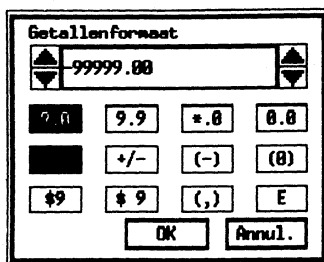 Getallenformaat
-99999.00
9.9 *.0 0.0
+/- (-) (0)
$9 $ 9 (,) E
OK Annul.